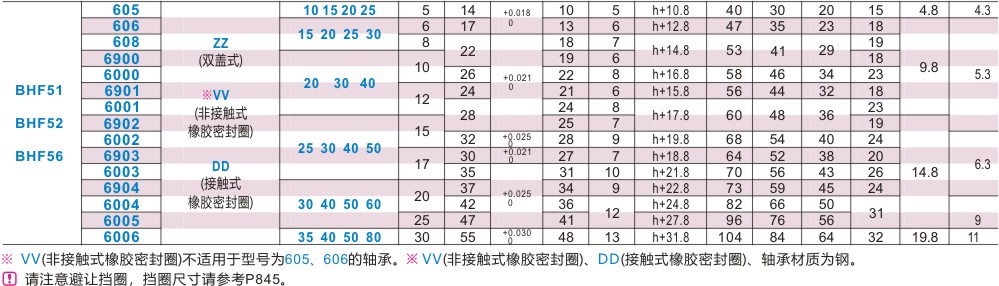 605 10 15 20 25 5 14 +0.018 0 10 5 h+10.8 40 30 20 15 4.8 4.3
606 15 20 25 30 6 17 13 6 h+12.8 47 35 23 18 9.8 5.3
608 ZZ 8 22 18 7 h+14.8 53 41 29 19
6900 (双盖式) 10 19 6 18
6000 20 30 40 26 +0.021 0 22 8 h+16.8 58 46 34 23
BHF51 6901 ※VV 12 24 21 6 h+15.8 56 44 32 18
6001 (非接触式 28 24 8 h+17.8 60 48 36 23
BHF52 6902 橡胶密封圈) 15 25 7 19
6002 25 30 40 50 32 +0.025 0 28 9 h+19.8 68 54 40 24 14.8 6.3
BHF56 6903 17 30 +0.021 0 27 7 h+18.8 64 52 38 20
6003 DD 35 +0.025 0 31 10 h+21.8 70 56 43 26
6904 (接触式 20 37 34 9 h+22.8 73 59 45 24
6004 橡胶密封圈) 30 40 50 60 42 36 12 h+24.8 82 66 50 31
6005 25 47 41 h+27.8 96 76 56 9
6006 35 40 50 80 30 55 +0.030 0 48 13 h+31.8 104 84 64 32 19.8 11
※ VV(非接触式橡胶密封圈)不适用于型号为605、606的轴承。※VV(非接触式橡胶密封圈)、DD(接触式橡胶密封圈)、轴承材质为钢。
! 请注意避让挡圈，挡圈尺寸请参考P845。